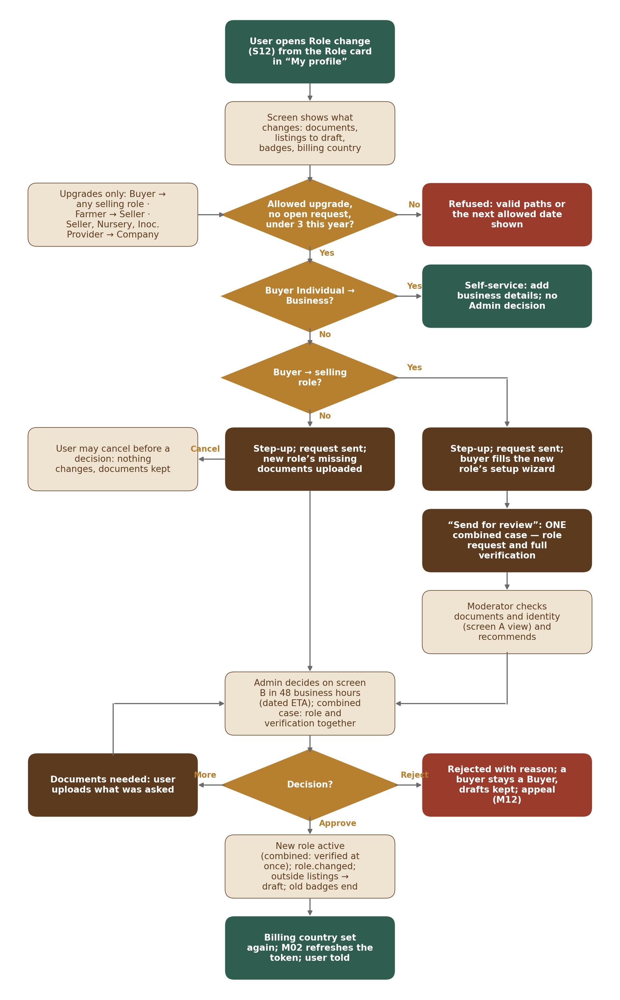 User opens Role change
(S12) from the Role card
in “My profile”
Screen shows what
changes: documents,
listings to draft,
badges, billing country
Upgrades only: Buyer →
any selling role ·
Farmer → Seller ·
Seller, Nursery, Inoc.
Provider → Company
Allowed upgrade,
no open request,
under 3 this year?
No
Refused: valid paths or
the next allowed date
shown
Yes
Buyer Individual →
Business?
Yes
Self-service: add
business details; no
Admin decision
No
Buyer → selling
role?
Yes
No
User may cancel before a
decision: nothing
changes, documents kept
Cancel
Step-up; request sent;
new role’s missing
documents uploaded
Step-up; request sent;
buyer fills the new
role’s setup wizard
“Send for review”: ONE
combined case — role
request and full
verification
Moderator checks
documents and identity
(screen A view) and
recommends
Admin decides on screen
B in 48 business hours
(dated ETA); combined
case: role and
verification together
Documents needed: user
uploads what was asked
More
Decision?
Reject
Rejected with reason; a
buyer stays a Buyer,
drafts kept; appeal
(M12)
Approve
New role active
(combined: verified at
once); role.changed;
outside listings →
draft; old badges end
Billing country set
again; M02 refreshes the
token; user told